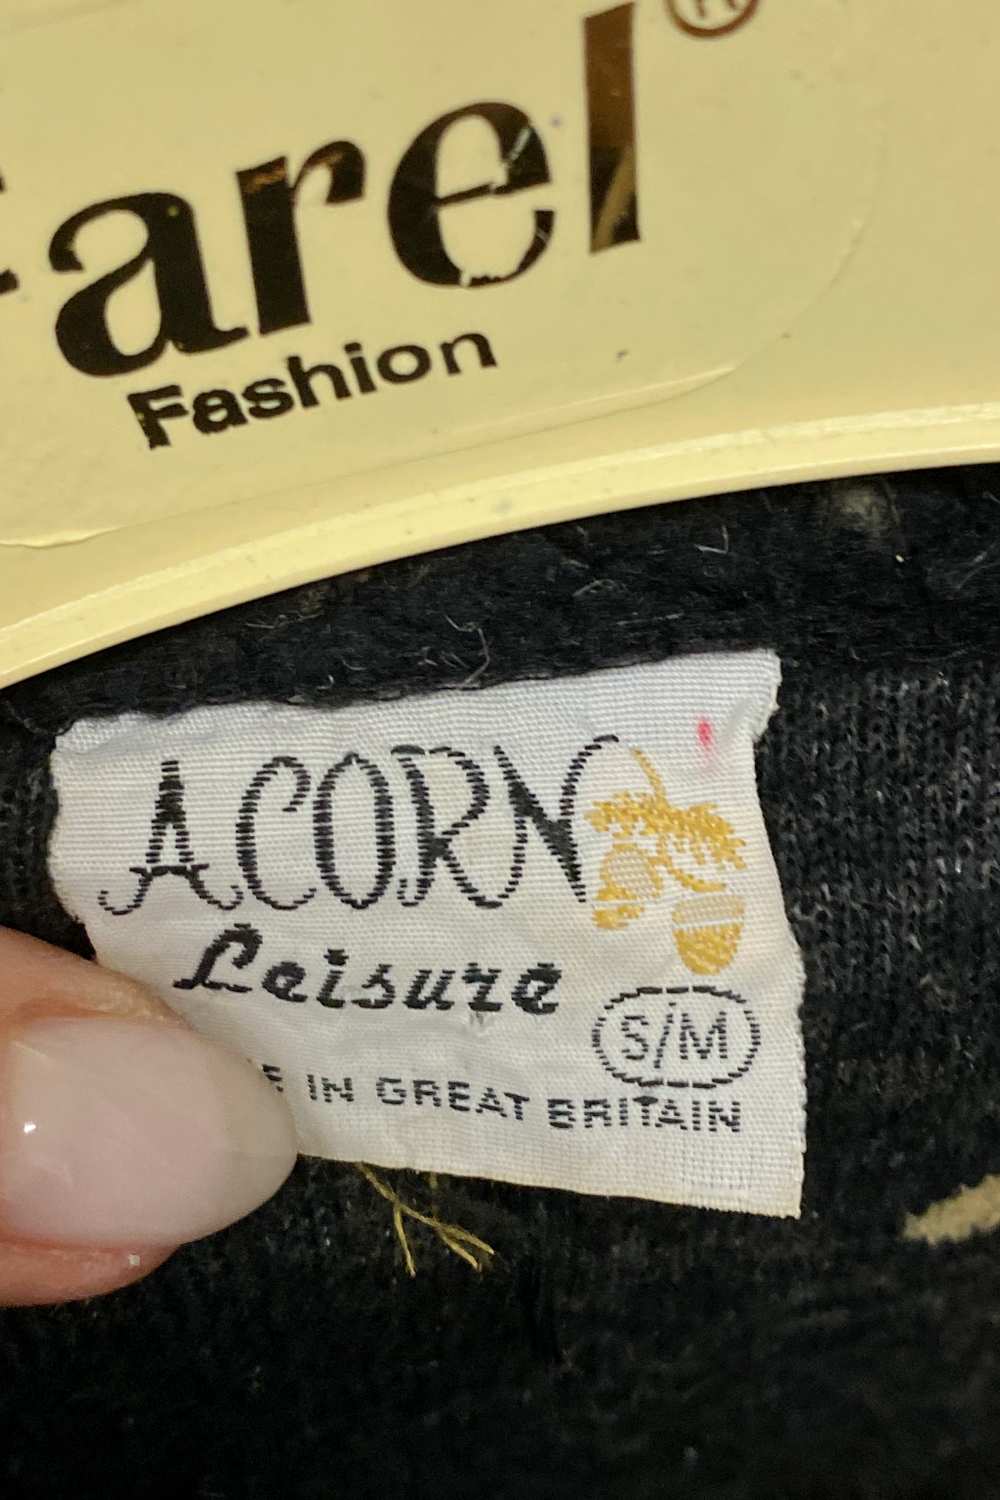 arel®
Fashion
ACORN
Leisure
S/M
E IN GREAT BRITAIN